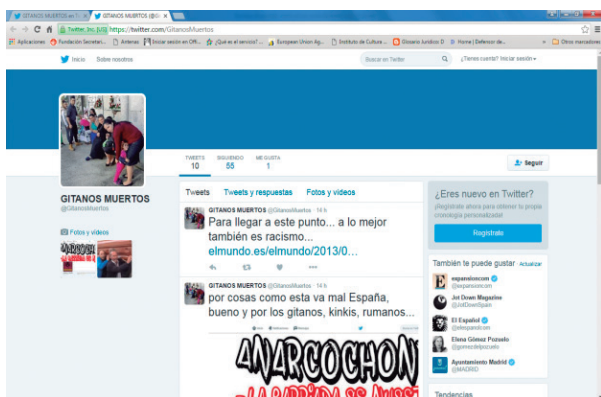 GITANOS MUERTOS en T
GITANOS MUERTOS (@G
Twitter, Inc. [US] https://twitter.com/GitanosMuertos
Aplicaciones Fundación Secretari... Antenas Iniciar sesión en Offi... ¿Qué es el servicio? ... European Union Ag... Instituto de Cultura ... Glosario Jurídico D Home | Defensor de... Otros marcadores
Inicio Sobre nosotros Buscar en Twitter ¿Tienes cuenta? Iniciar sesión
TWEETS SIGUIENDO ME GUSTA
10 55 1
Seguir
GITANOS MUERTOS
@GitanosMuertos
Fotos y vídeos
Tweets Tweets y respuestas Fotos y vídeos
GITANOS MUERTOS @GitanosMuertos · 14 h
Para llegar a este punto... a lo mejor
también es racismo...
elmundo.es/elmundo/2013/0...
GITANOS MUERTOS @GitanosMuertos · 14 h
por cosas como esta va mal España,
bueno y por los gitanos, kinkis, rumanos...
ANARCOCHON
¿Eres nuevo en Twitter?
¡Regístrate ahora para obtener tu propia
cronología personalizada!
Regístrate
También te puede gustar · Actualizar
expansioncom
@expansioncom
Jot Down Magazine
@JotDownSpain
El Español
@elespanolcom
Elena Gómez Pozuelo
@gomezdelpozuelo
Ayuntamiento Madrid
@MADRID
Tendencias